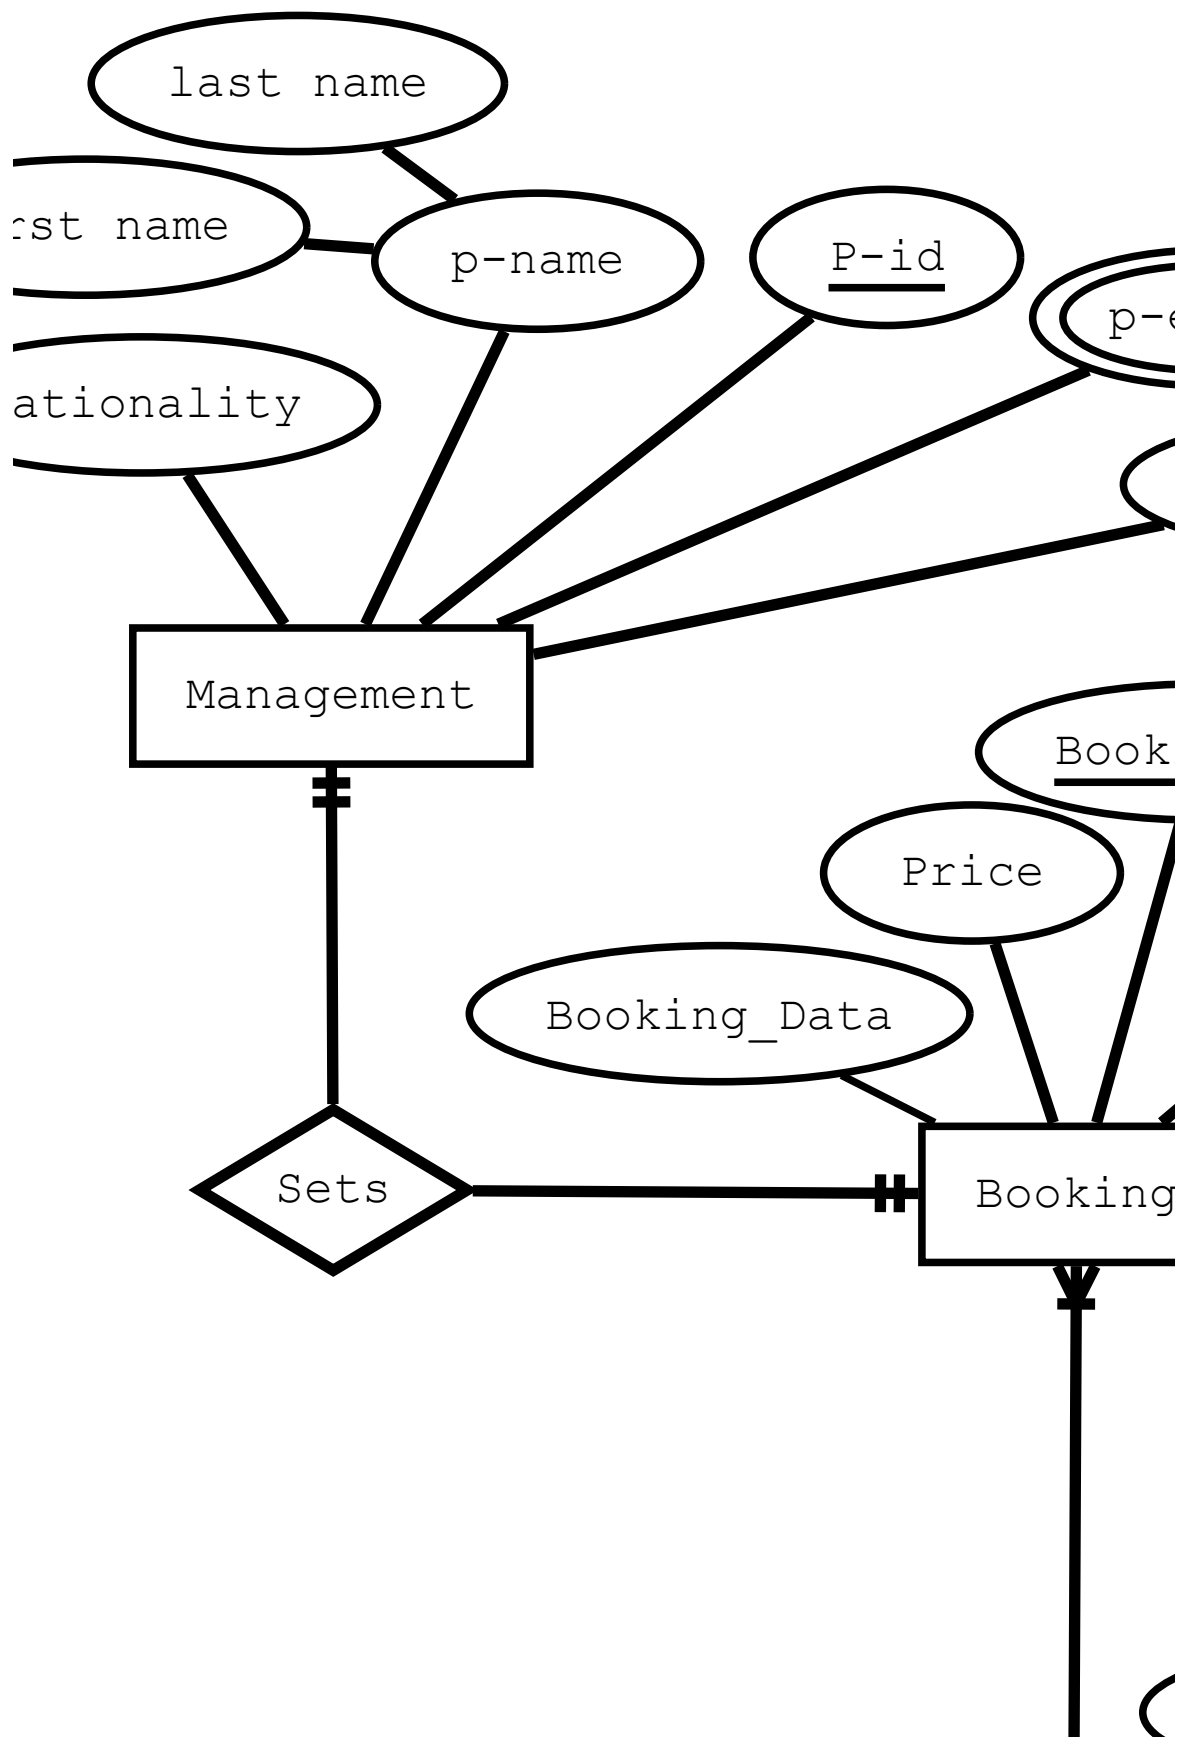 last name
rst name
p-name
P-id
p-
ationality
Management
Book
Price
Booking_Data
Sets
Booking